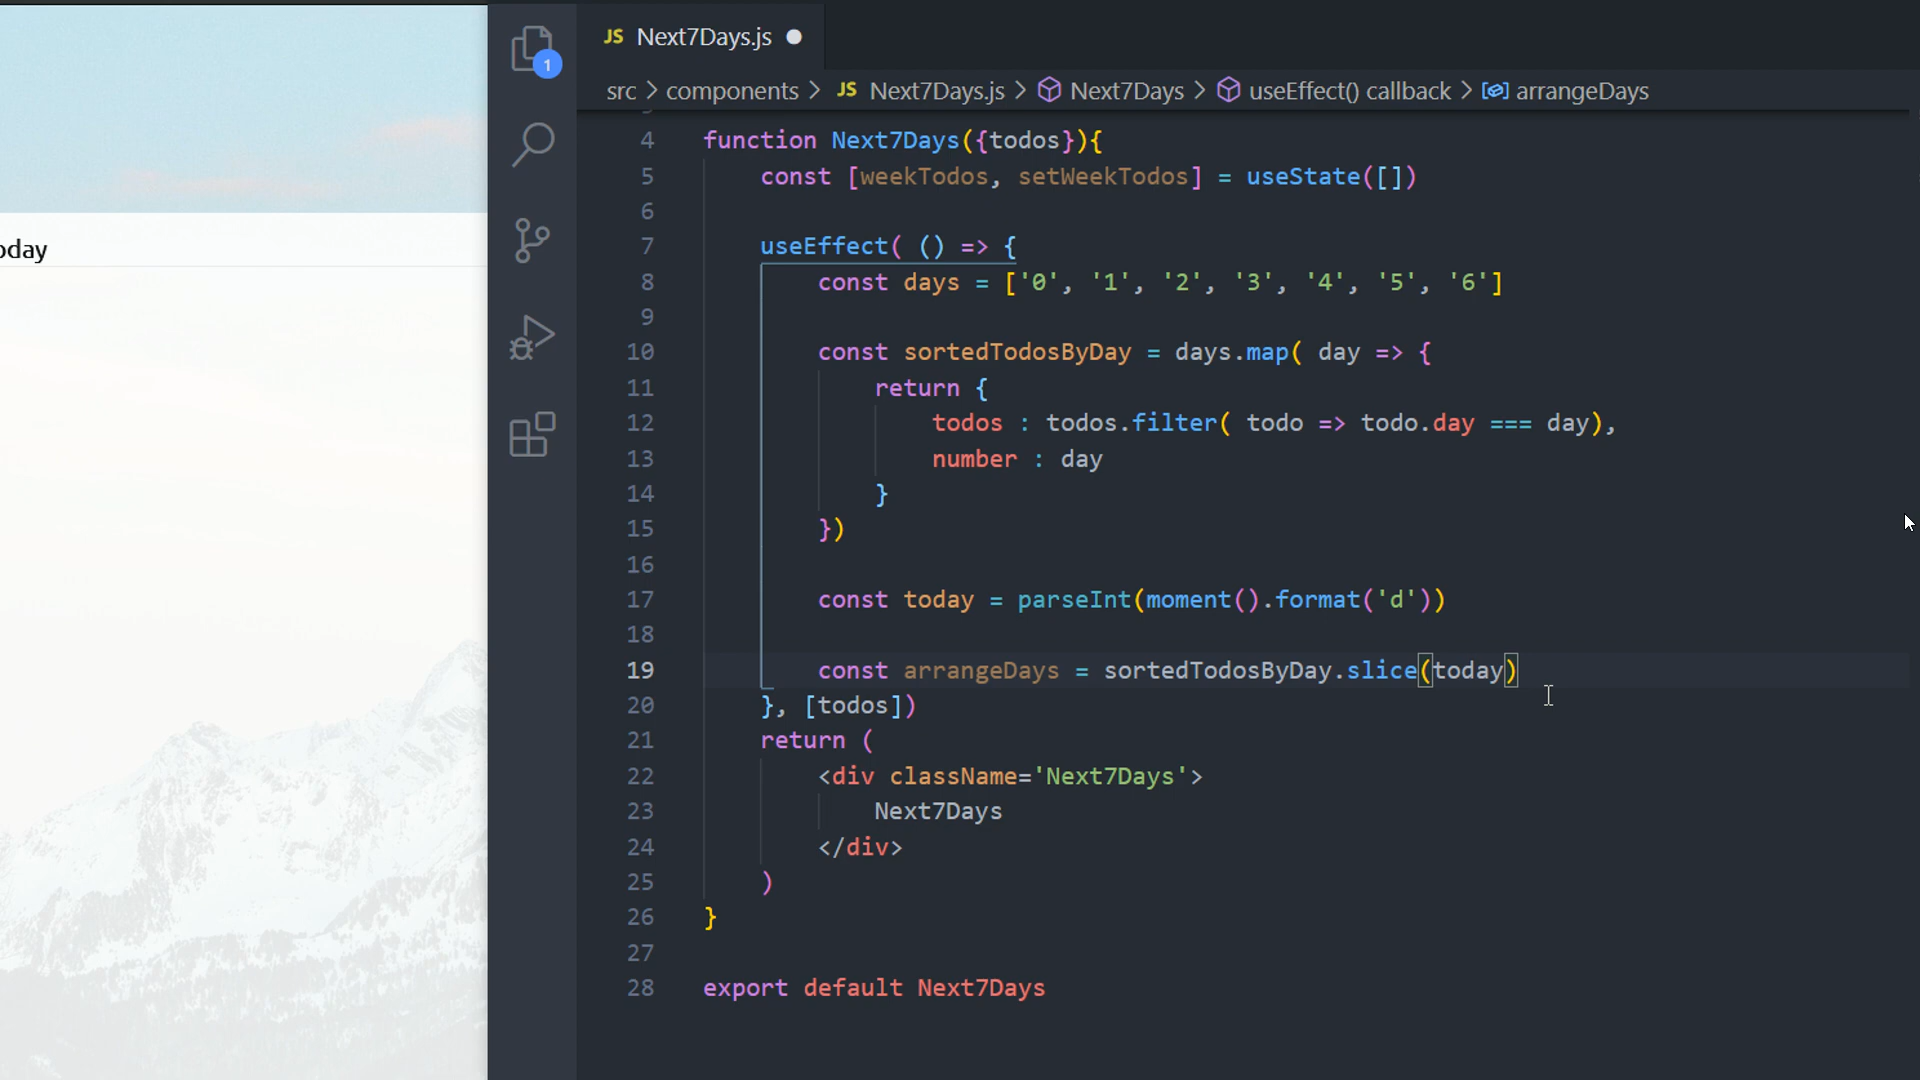 oday
1
JS Next7Days.js
src > components > JS Next7Days.js > Next7Days > useEffect() callback > arrangeDays
4 function Next7Days({todos}){
5 const [weekTodos, setWeekTodos] = useState([])
6
7 useEffect( () => {
8 const days = ['0', '1', '2', '3', '4', '5', '6']
9
10 const sortedTodosByDay = days.map( day => {
11 return {
12 todos : todos.filter( todo => todo.day === day),
13 number : day
14 }
15 })
16
17 const today = parseInt(moment().format('d'))
18
19 const arrangeDays = sortedTodosByDay.slice(today)
20 }, [todos])
21 return (
22 <div className='Next7Days'>
23 Next7Days
24 </div>
25 )
26 }
27
28 export default Next7Days